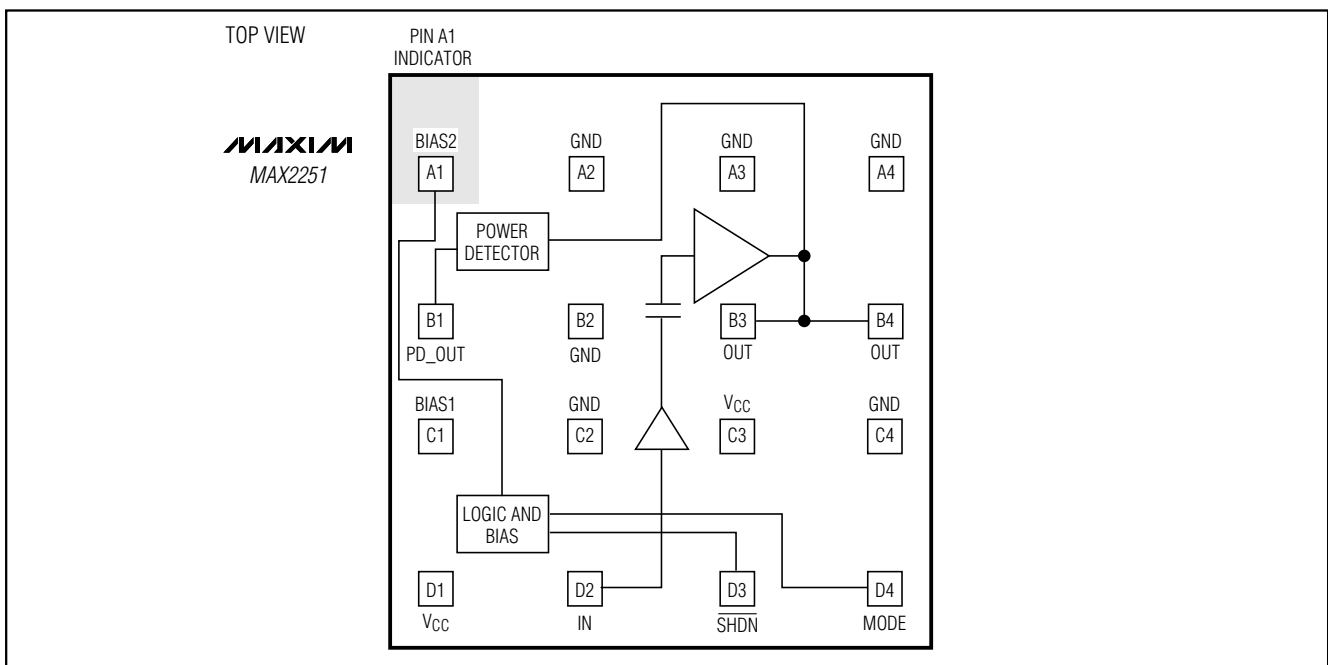 TOP VIEW
PIN A1
INDICATOR
MAXIM
MAX2251
BIAS2
GND
GND
GND
A1
A2
A3
A4
POWER
DETECTOR
B1
B2
B3
B4
PD_OUT
GND
OUT
OUT
BIAS1
GND
VCC
GND
C1
C2
C3
C4
LOGIC AND
BIAS
D1
D2
D3
D4
VCC
IN
SHDN
MODE